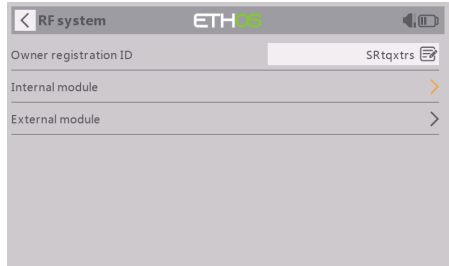 RF system
ETHOS
Owner registration ID
SRtqxtrs
Internal module
External module